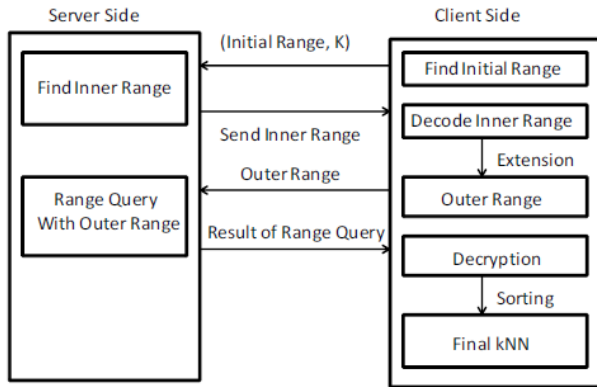 Server Side
Client Side
(Initial Range, K)
Find Inner Range
Find Initial Range
Decode Inner Range
Send Inner Range
Extension
Outer Range
Range Query
With Outer Range
Outer Range
Result of Range Query
Decryption
Sorting
Final kNN